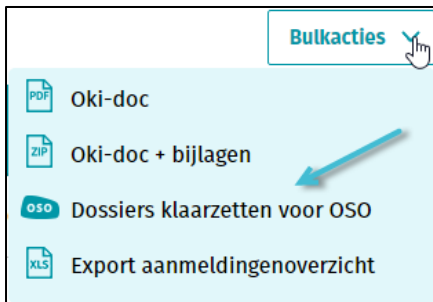 Bulkacties
PDF Oki-doc
ZIP Oki-doc + bijlagen
oso Dossiers klaarzetten voor OSO
XLS Export aanmeldingenoverzicht